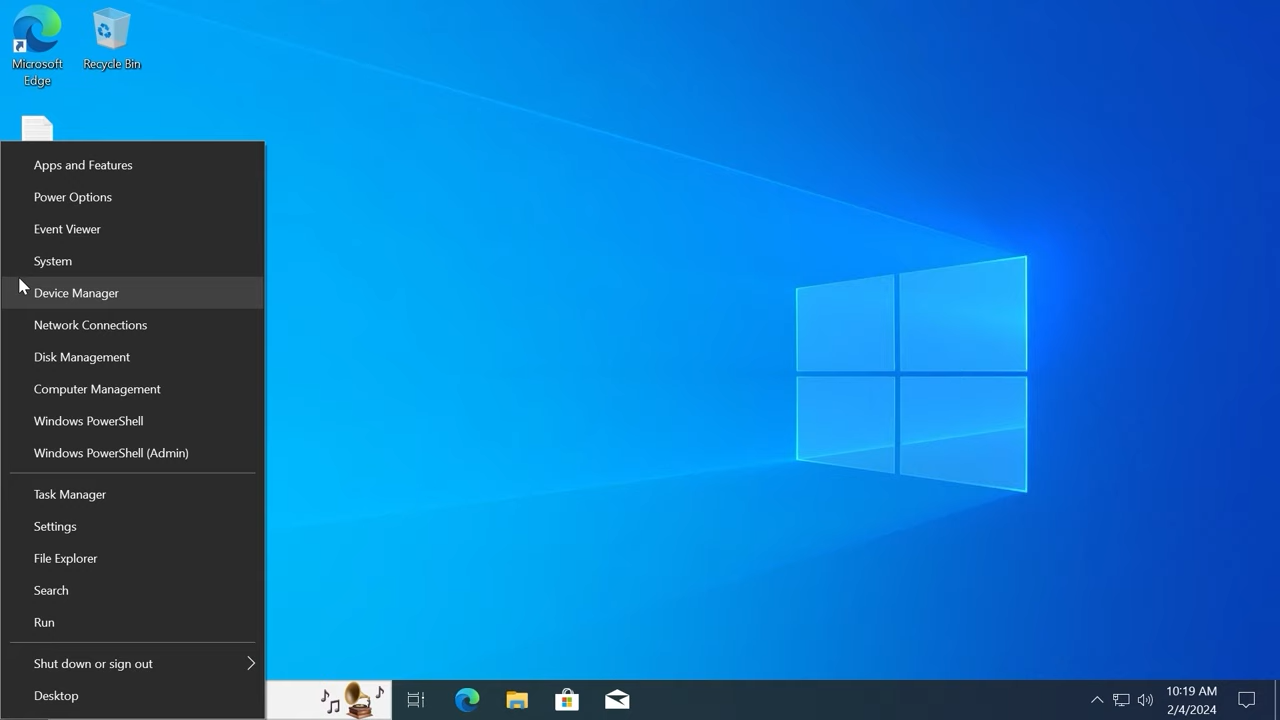 Microsoft
Edge
Recycle Bin
Apps and Features
Power Options
Event Viewer
System
Device Manager
Network Connections
Disk Management
Computer Management
Windows PowerShell
Windows PowerShell (Admin)
Task Manager
Settings
File Explorer
Search
Run
Shut down or sign out
Desktop
10:19 AM
2/4/2024